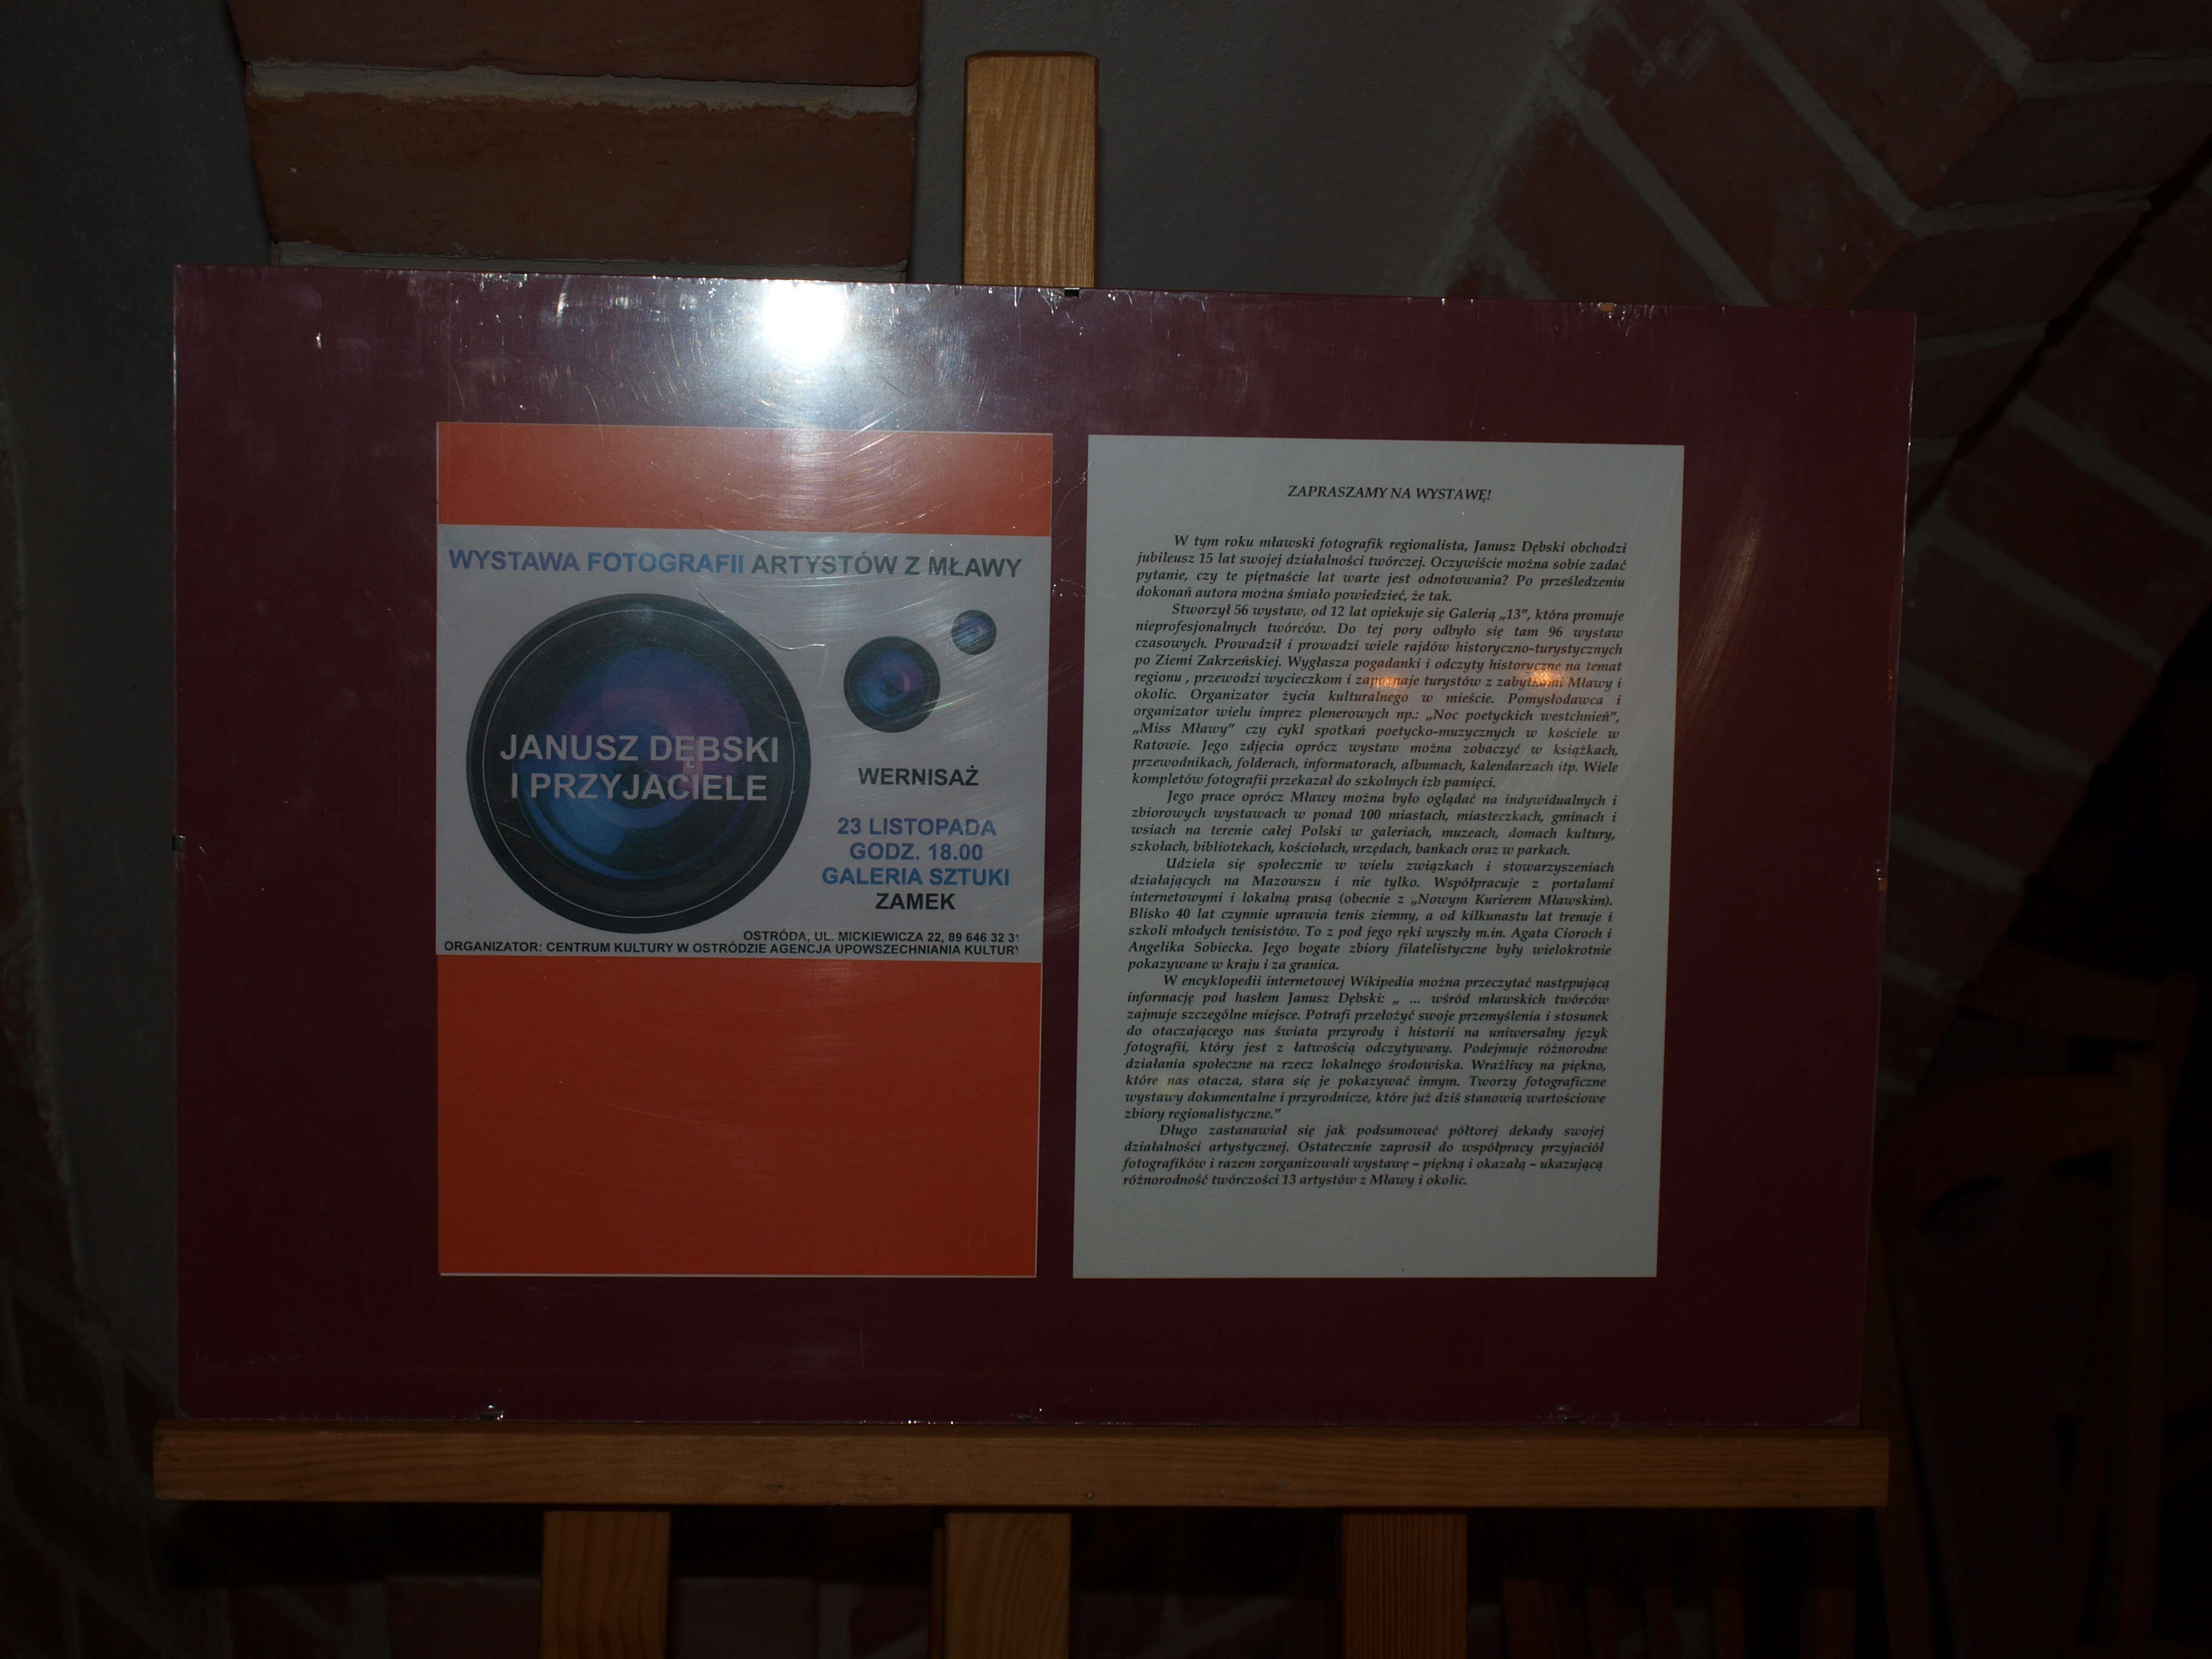 WYSTAWA FOTOGRAFII ARTYSTÓW Z MŁAWY
JANUSZ DĘBSKI
I PRZYJACIELE
WERNISAŻ
23 LISTOPADA
GODZ. 18.00
GALERIA SZTUKI
ZAMEK
OSTRÓDA, UL. MICKIEWICZA 22, 89 646 32 31
ORGANIZATOR: CENTRUM KULTURY W OSTRÓDZIE AGENCJA UPOWSZECHNIANIA KULTURY
ZAPRASZAMY NA WYSTAWĘ!
W tym roku mławski fotografik regionalista, Janusz Dębski obchodzi
jubileusz 15 lat swojej działalności twórczej. Oczywiście można sobie zadać
pytanie, czy te piętnaście lat warte jest odnotowania? Po prześledzeniu
dokonań autora można śmiało powiedzieć, że tak.
Stworzył 56 wystaw, od 12 lat opiekuje się Galerią „13”, która promuje
nieprofesjonalnych twórców. Do tej pory odbyło się tam 96 wystaw
czasowych. Prowadził i prowadzi wiele rajdów historyczno-turystycznych
po Ziemi Zakrzeńskiej. Wygłasza pogadanki i odczyty historyczne na temat
regionu , przewodzi wycieczkom i zapoznaje turystów z zabytkami Mławy i
okolic. Organizator życia kulturalnego w mieście. Pomysłodawca i
organizator wielu imprez plenerowych np.: „Noc poetyckich westchnień”,
„Miss Mławy” czy cykl spotkań poetycko-muzycznych w kościele w
Ratowie. Jego zdjęcia oprócz wystaw można zobaczyć w książkach,
przewodnikach, folderach, informatorach, albumach, kalendarzach itp. Wiele
kompletów fotografii przekazał do szkolnych izb pamięci.
Jego prace oprócz Mławy można było oglądać na indywidualnych i
zbiorowych wystawach w ponad 100 miastach, miasteczkach, gminach i
wsiach na terenie całej Polski w galeriach, muzeach, domach kultury,
szkołach, bibliotekach, kościołach, urzędach, bankach oraz w parkach.
Udziela się społecznie w wielu związkach i stowarzyszeniach
działających na Mazowszu i nie tylko. Współpracuje z portalami
internetowymi i lokalną prasą (obecnie z „Nowym Kurierem Mławskim).
Blisko 40 lat czynnie uprawia tenis ziemny, a od kilkunastu lat trenuje i
szkoli młodych tenisistów. To z pod jego ręki wyszły m.in. Agata Cioroch i
Angelika Sobiecka. Jego bogate zbiory filatelistyczne były wielokrotnie
pokazywane w kraju i za granica.
W encyklopedii internetowej Wikipedia można przeczytać następującą
informację pod hasłem Janusz Dębski: „ ... wśród mławskich twórców
zajmuje szczególne miejsce. Potrafi przełożyć swoje przemyślenia i stosunek
do otaczającego nas świata przyrody i historii na uniwersalny język
fotografii, który jest z łatwością odczytywany. Podejmuje różnorodne
działania społeczne na rzecz lokalnego środowiska. Wrażliwy na piękno,
które nas otacza, stara się je pokazywać innym. Tworzy fotograficzne
wystawy dokumentalne i przyrodnicze, które już dziś stanowią wartościowe
zbiory regionalistyczne.”
Długo zastanawiał się jak podsumować półtorej dekady swojej
działalności artystycznej. Ostatecznie zaprosił do współpracy przyjaciół
fotografików i razem zorganizowali wystawę – piękną i okazałą – ukazującą
różnorodność twórczości 13 artystów z Mławy i okolic.